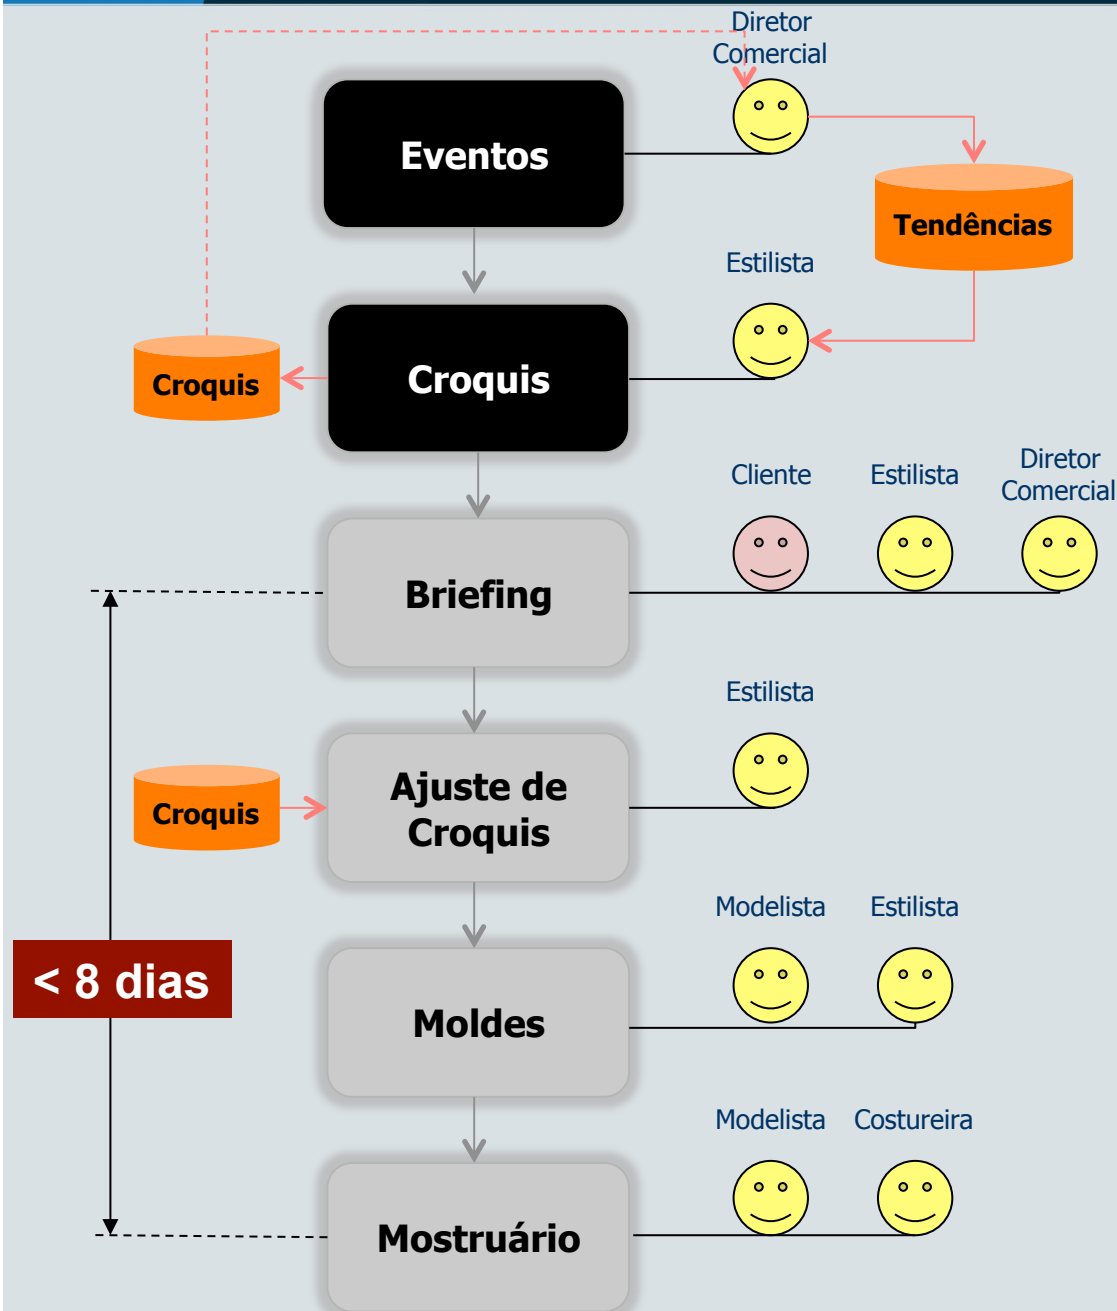 Diretor
Comercial
Eventos
Tendências
Estilista
Croquis
Croquis
Cliente
Estilista
Diretor
Comercial
Briefing
Estilista
Croquis
Ajuste de
Croquis
Modelista
Estilista
< 8 dias
Moldes
Modelista
Costureira
Mostruário